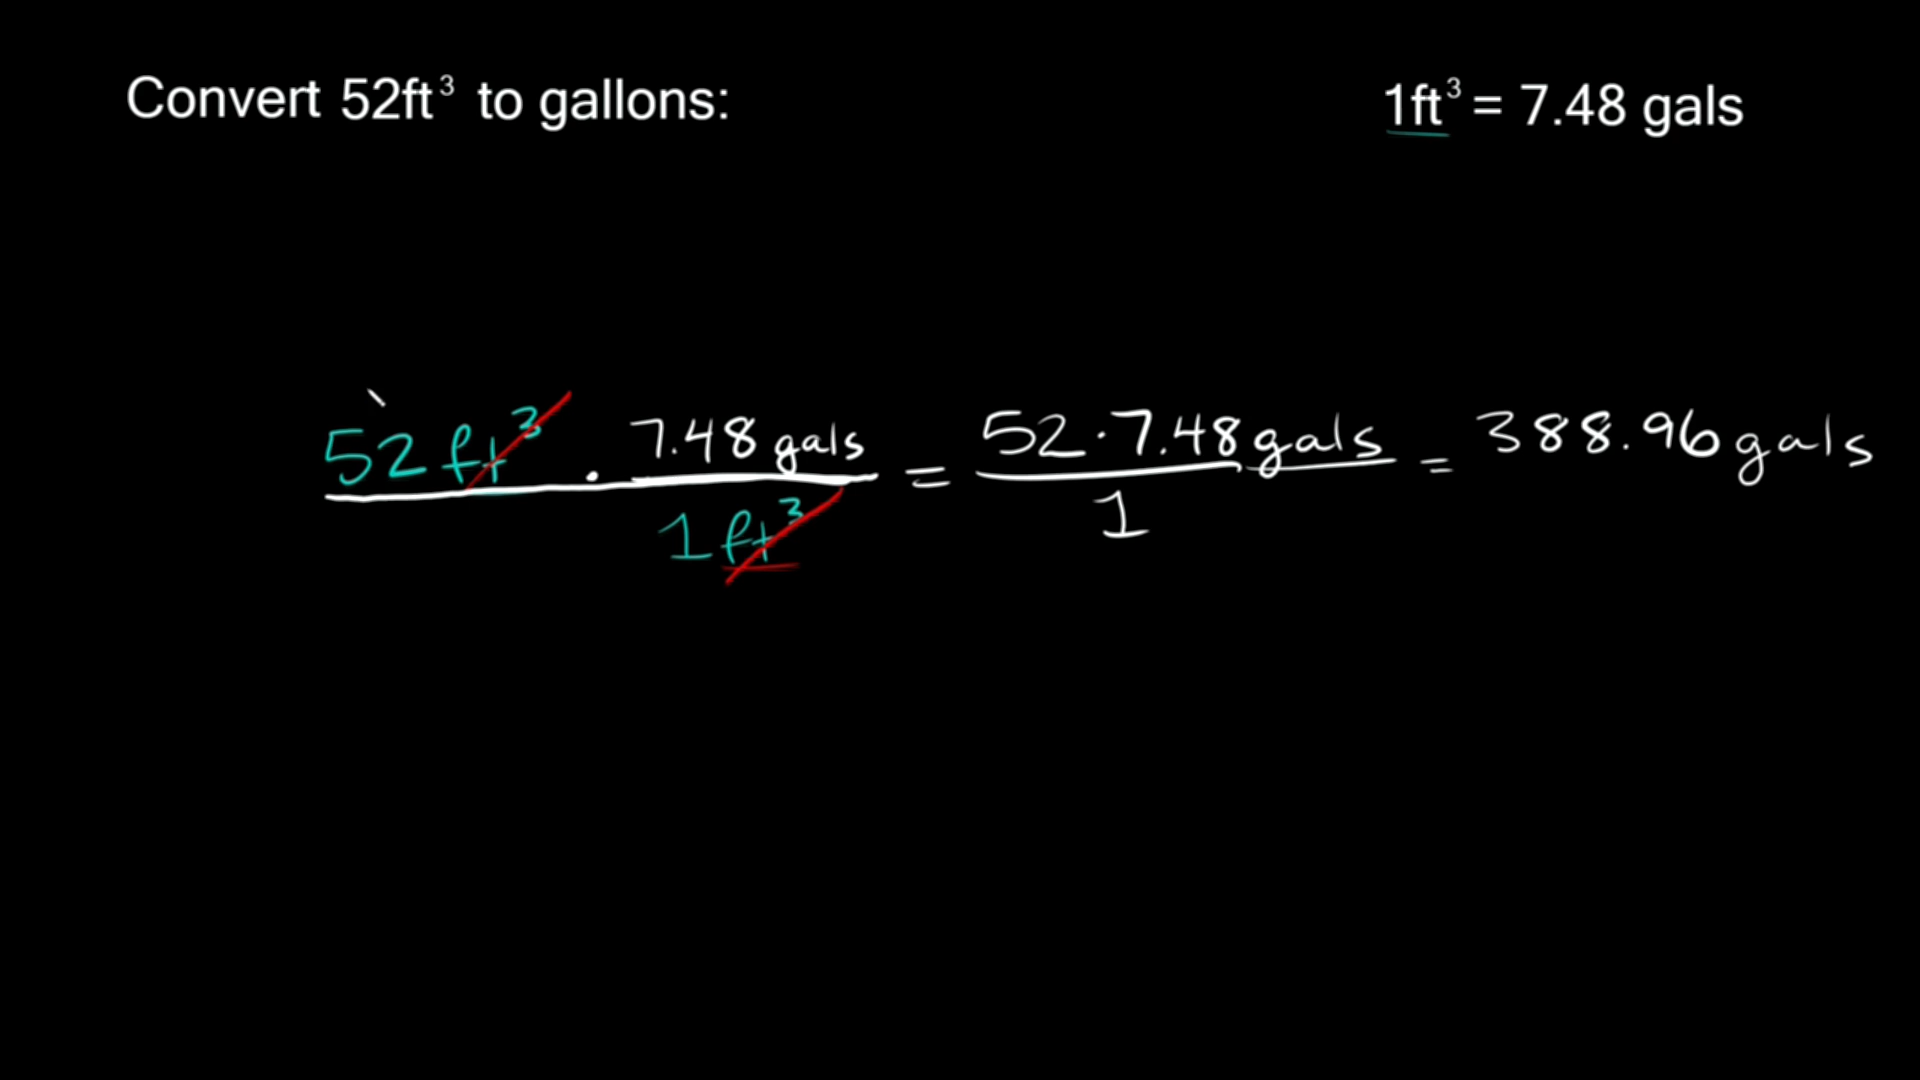 Convert 52ft³ to gallons:
1ft³ = 7.48 gals
52 ft³ · 7.48 gals = 52 · 7.48 gals = 388.96 gals
1 ft³ 1